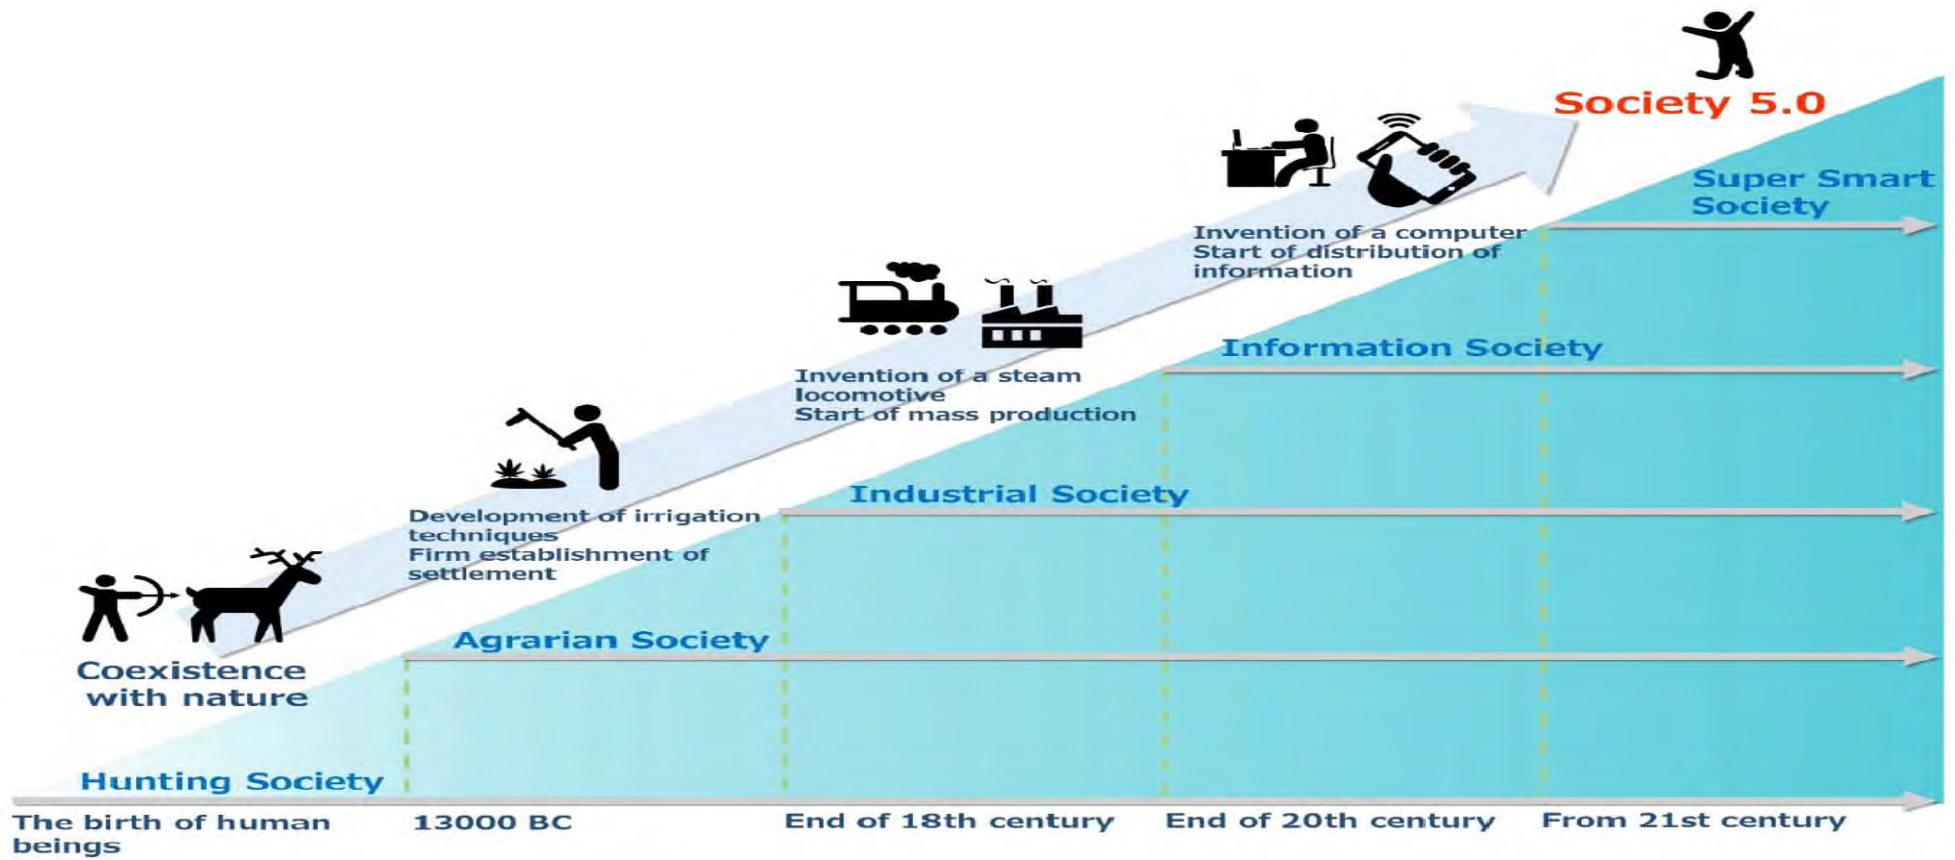 Society 5.0
Super Smart
Society
Invention of a computer
Start of distribution of
information
Information Society
Invention of a steam
locomotive
Start of mass production
Industrial Society
Development of irrigation
techniques
Firm establishment of
settlement
Agrarian Society
Coexistence
with nature
Hunting Society
The birth of human
beings
13000 BC
End of 18th century
End of 20th century
From 21st century